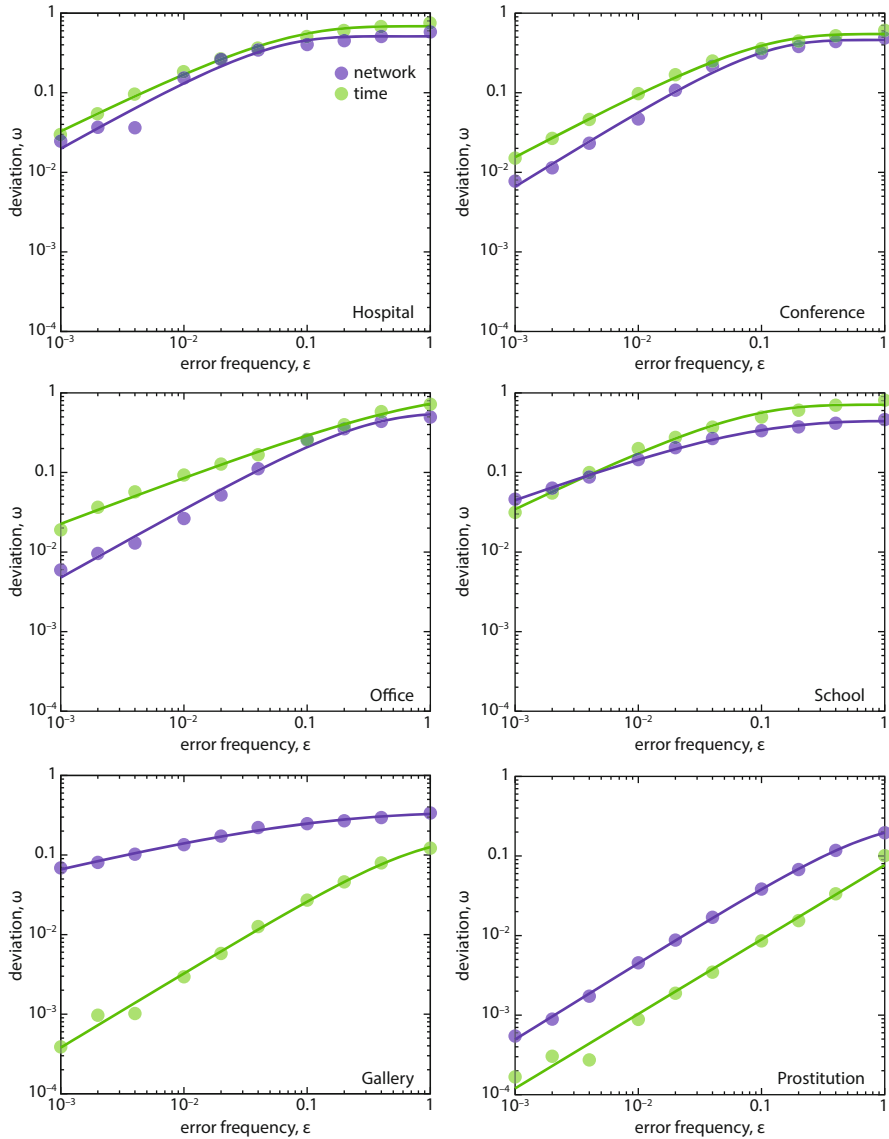 1
0.1
10⁻²
10⁻³
10⁻⁴
deviation, ω
network
time
Hospital
10⁻³
10⁻²
0.1
1
error frequency, ε
1
0.1
10⁻²
10⁻³
10⁻⁴
deviation, ω
Conference
10⁻³
10⁻²
0.1
1
error frequency, ε
1
0.1
10⁻²
10⁻³
10⁻⁴
deviation, ω
Office
10⁻³
10⁻²
0.1
1
error frequency, ε
1
0.1
10⁻²
10⁻³
10⁻⁴
deviation, ω
School
10⁻³
10⁻²
0.1
1
error frequency, ε
1
0.1
10⁻²
10⁻³
10⁻⁴
deviation, ω
Gallery
10⁻³
10⁻²
0.1
1
error frequency, ε
1
0.1
10⁻²
10⁻³
10⁻⁴
deviation, ω
Prostitution
10⁻³
10⁻²
0.1
1
error frequency, ε